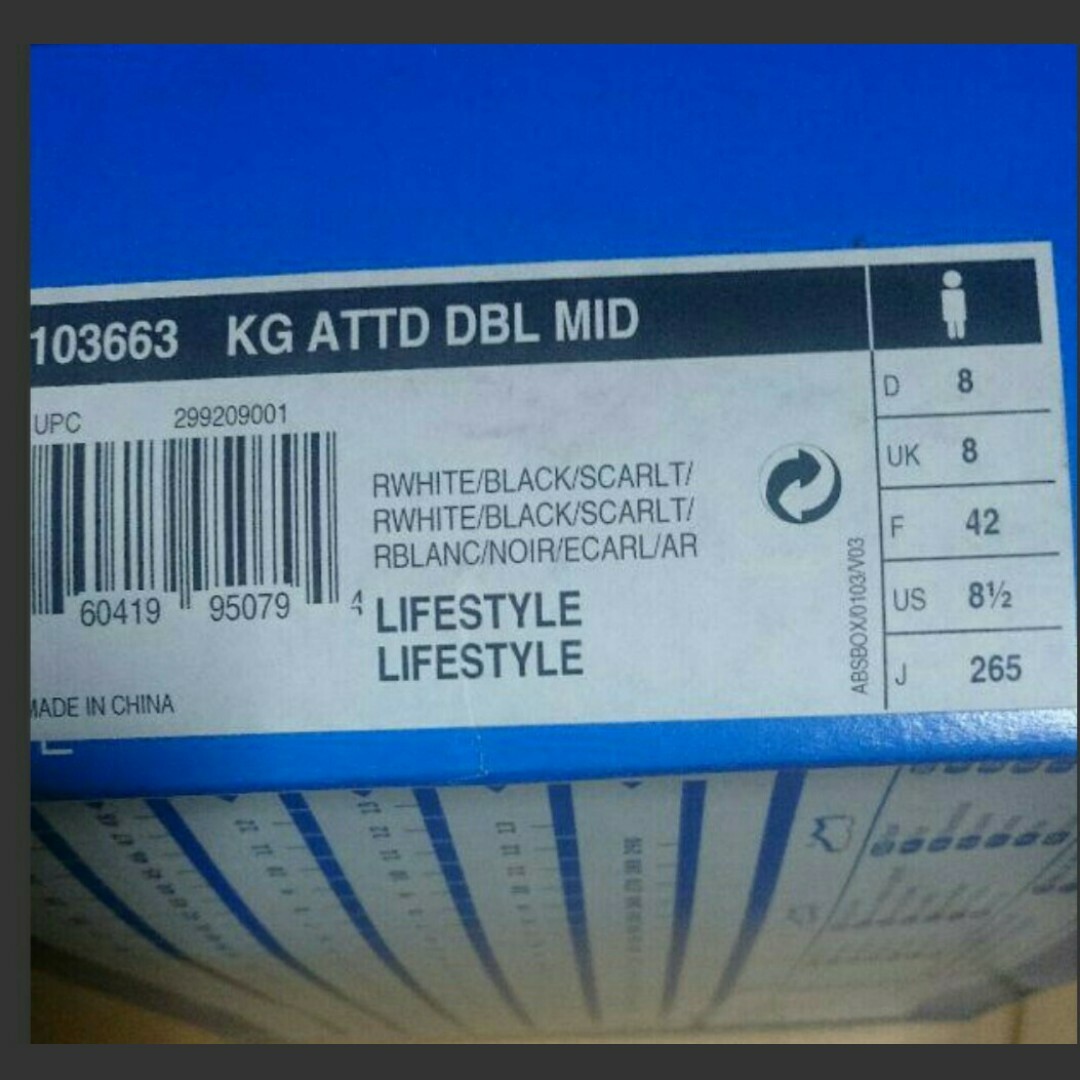 103663 KG ATTD DBL MID
UPC 299209001
RWHITE/BLACK/SCARLT/
RWHITE/BLACK/SCARLT/
RBLANC/NOIR/ECARL/AR
60419 95079 4
LIFESTYLE
LIFESTYLE
MADE IN CHINA
ABSBOX/0103/V03
D 8
UK 8
F 42
US 8½
J 265